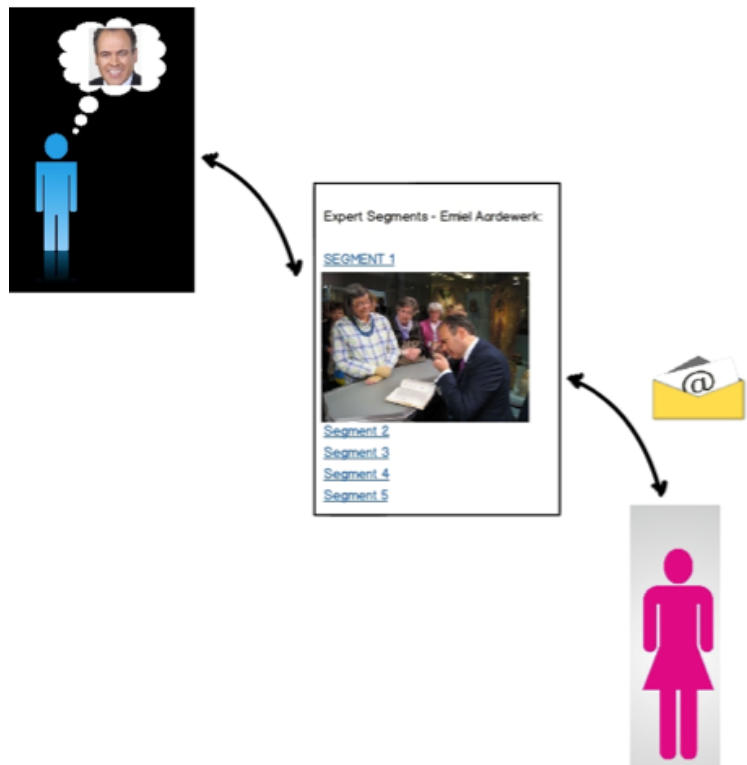 Expert Segments - Emiel Aardewerk:
SEGMENT 1
Segment 2
Segment 3
Segment 4
Segment 5
@